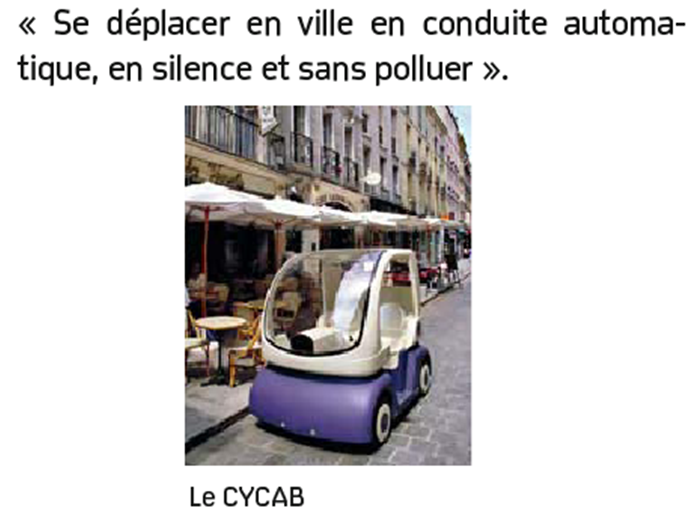 « Se déplacer en ville en conduite automa-
tique, en silence et sans polluer ».
Le CYCAB